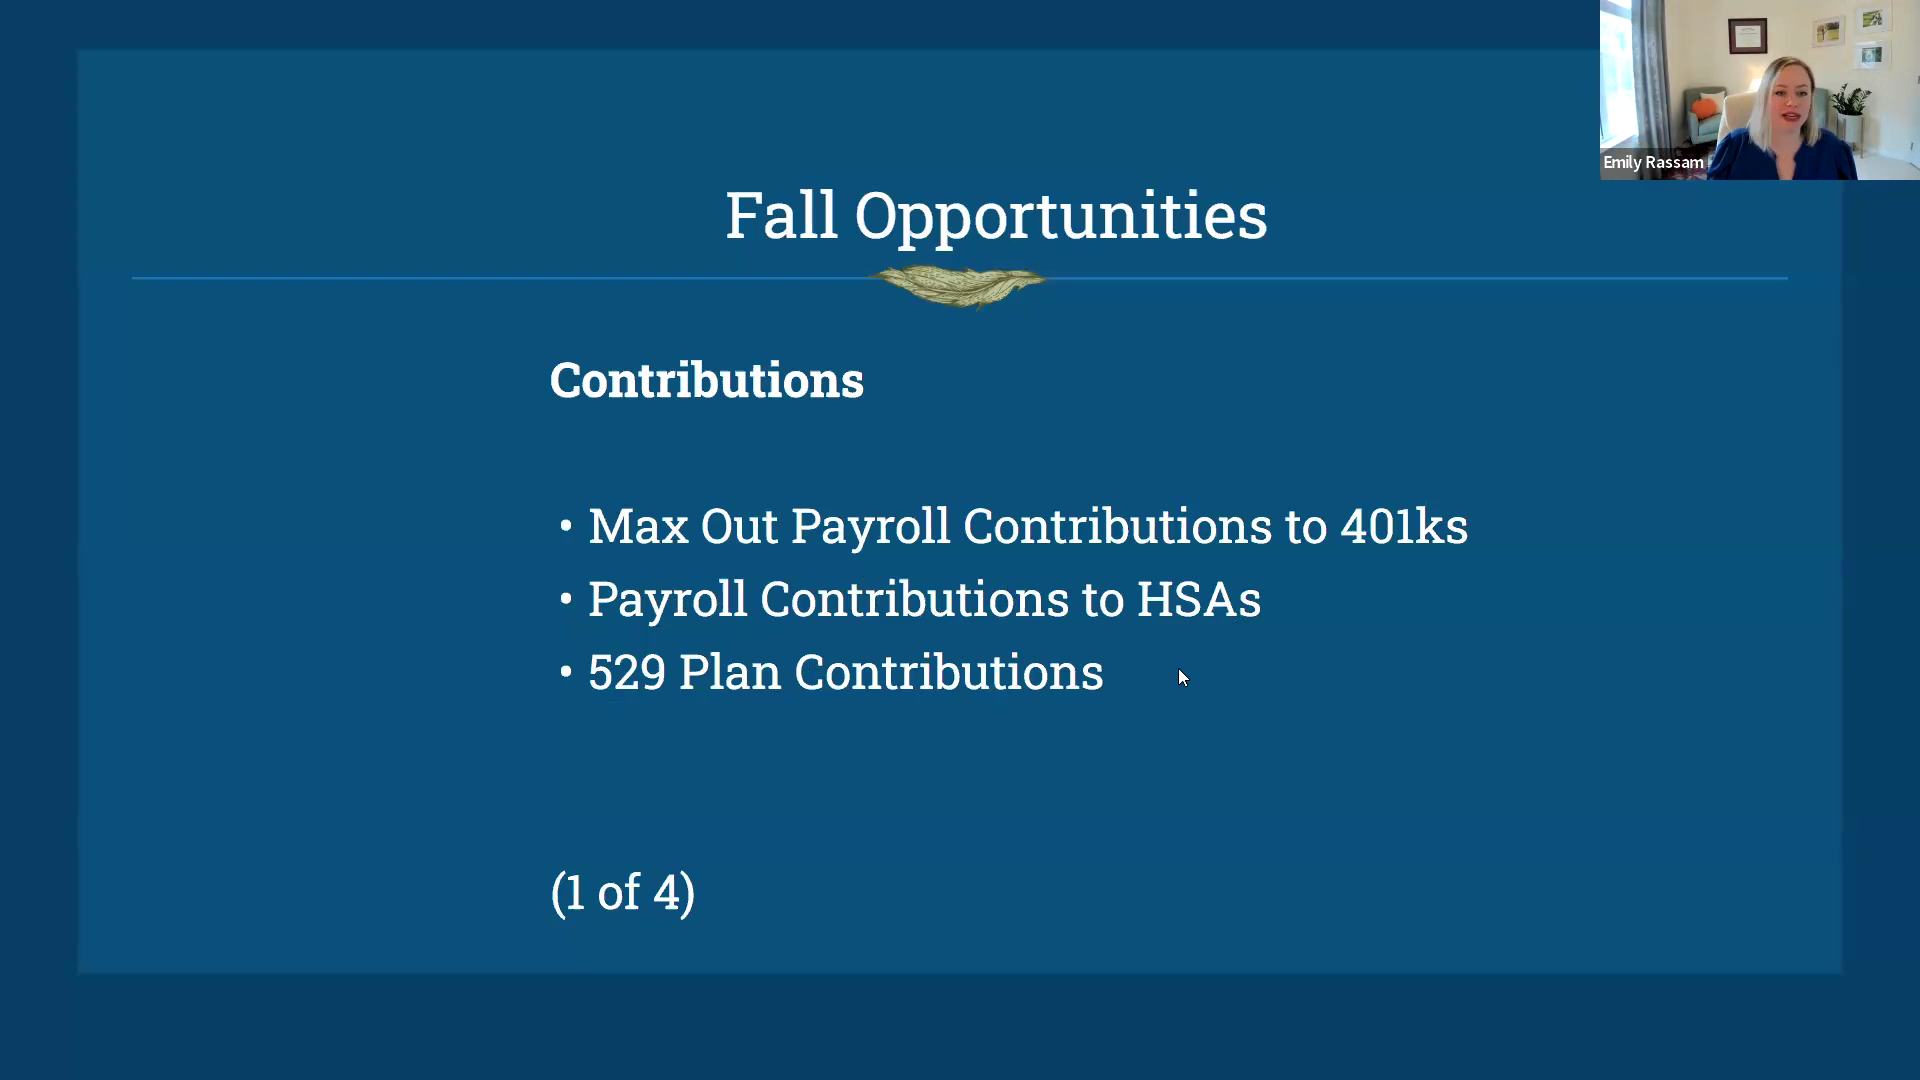 Emily Rassam
Fall Opportunities
Contributions
• Max Out Payroll Contributions to 401ks
• Payroll Contributions to HSAs
• 529 Plan Contributions
(1 of 4)